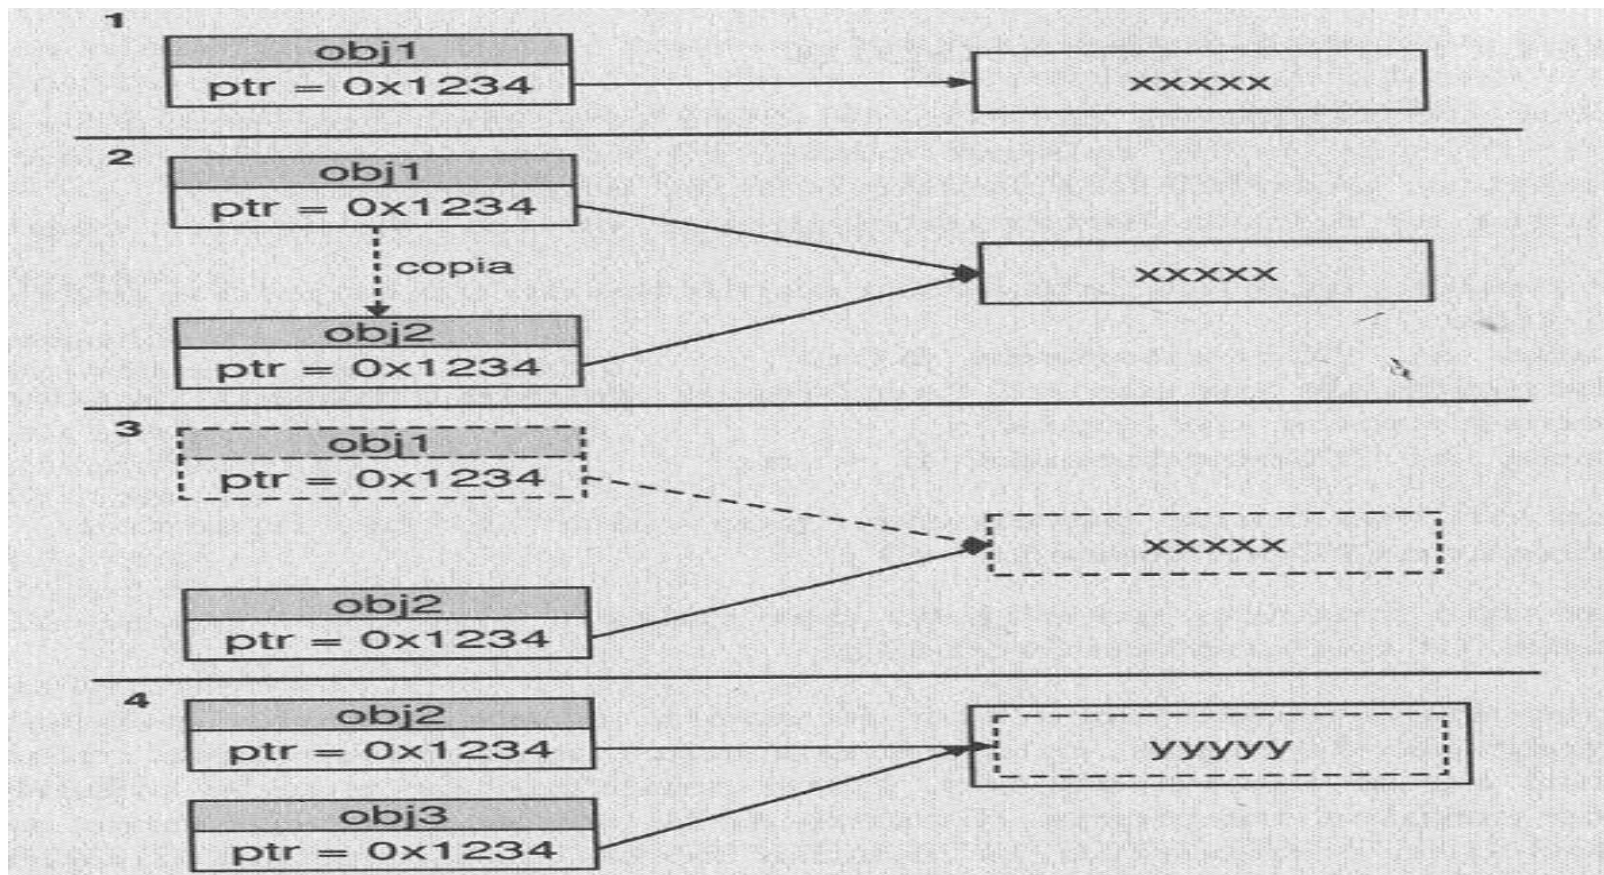 1
obj1
ptr = 0x1234
xxxxx
2
obj1
ptr = 0x1234
copia
xxxxx
obj2
ptr = 0x1234
3
obj1
ptr = 0x1234
xxxxx
obj2
ptr = 0x1234
4
obj2
ptr = 0x1234
yyyyy
obj3
ptr = 0x1234